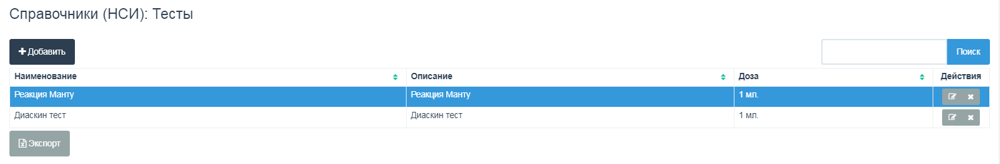 Справочники (НСИ): Тесты
Добавить
Поиск
Наименование Описание Доза Действия
Реакция Манту Реакция Манту 1 мл.
Диаскин тест Диаскин тест 1 мл.
Экспорт